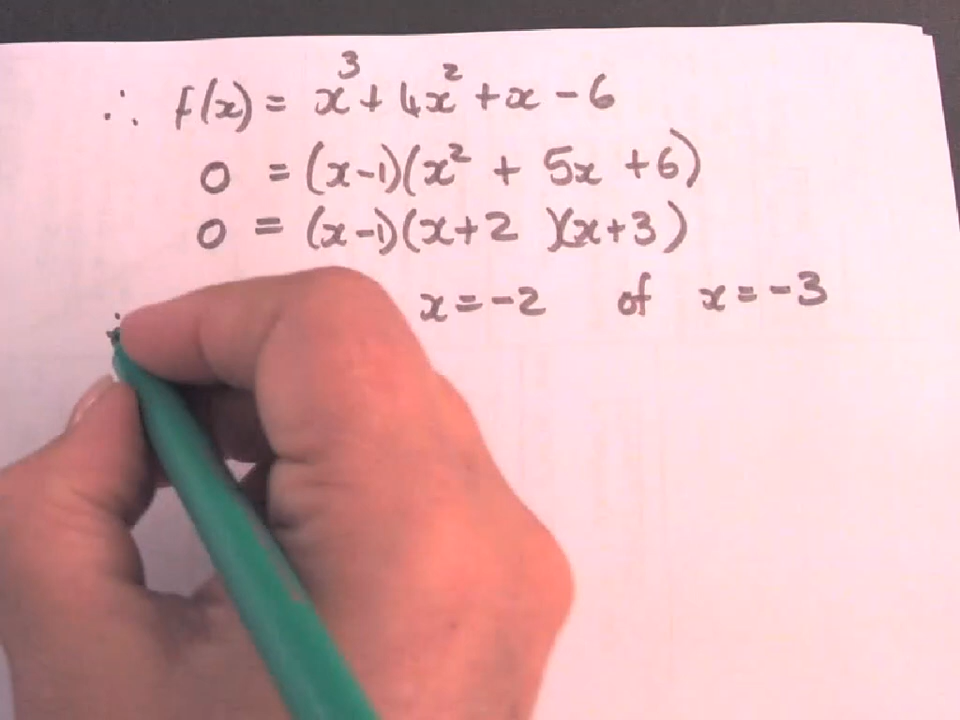 ∴ f(x) = x³ + 4x² + x - 6
0 = (x-1)(x² + 5x + 6)
0 = (x-1)(x+2)(x+3)
x = -2 of x = -3